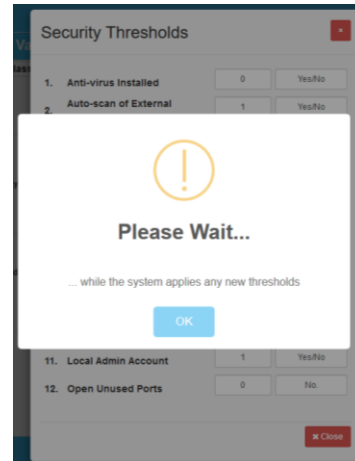 Security Thresholds
×
Va
lass
1. Anti-virus Installed 0 Yes/No
2. Auto-scan of External 1 Yes/No
Please Wait...
... while the system applies any new thresholds
OK
11. Local Admin Account 1 Yes/No
12. Open Unused Ports 0 No.
× Close